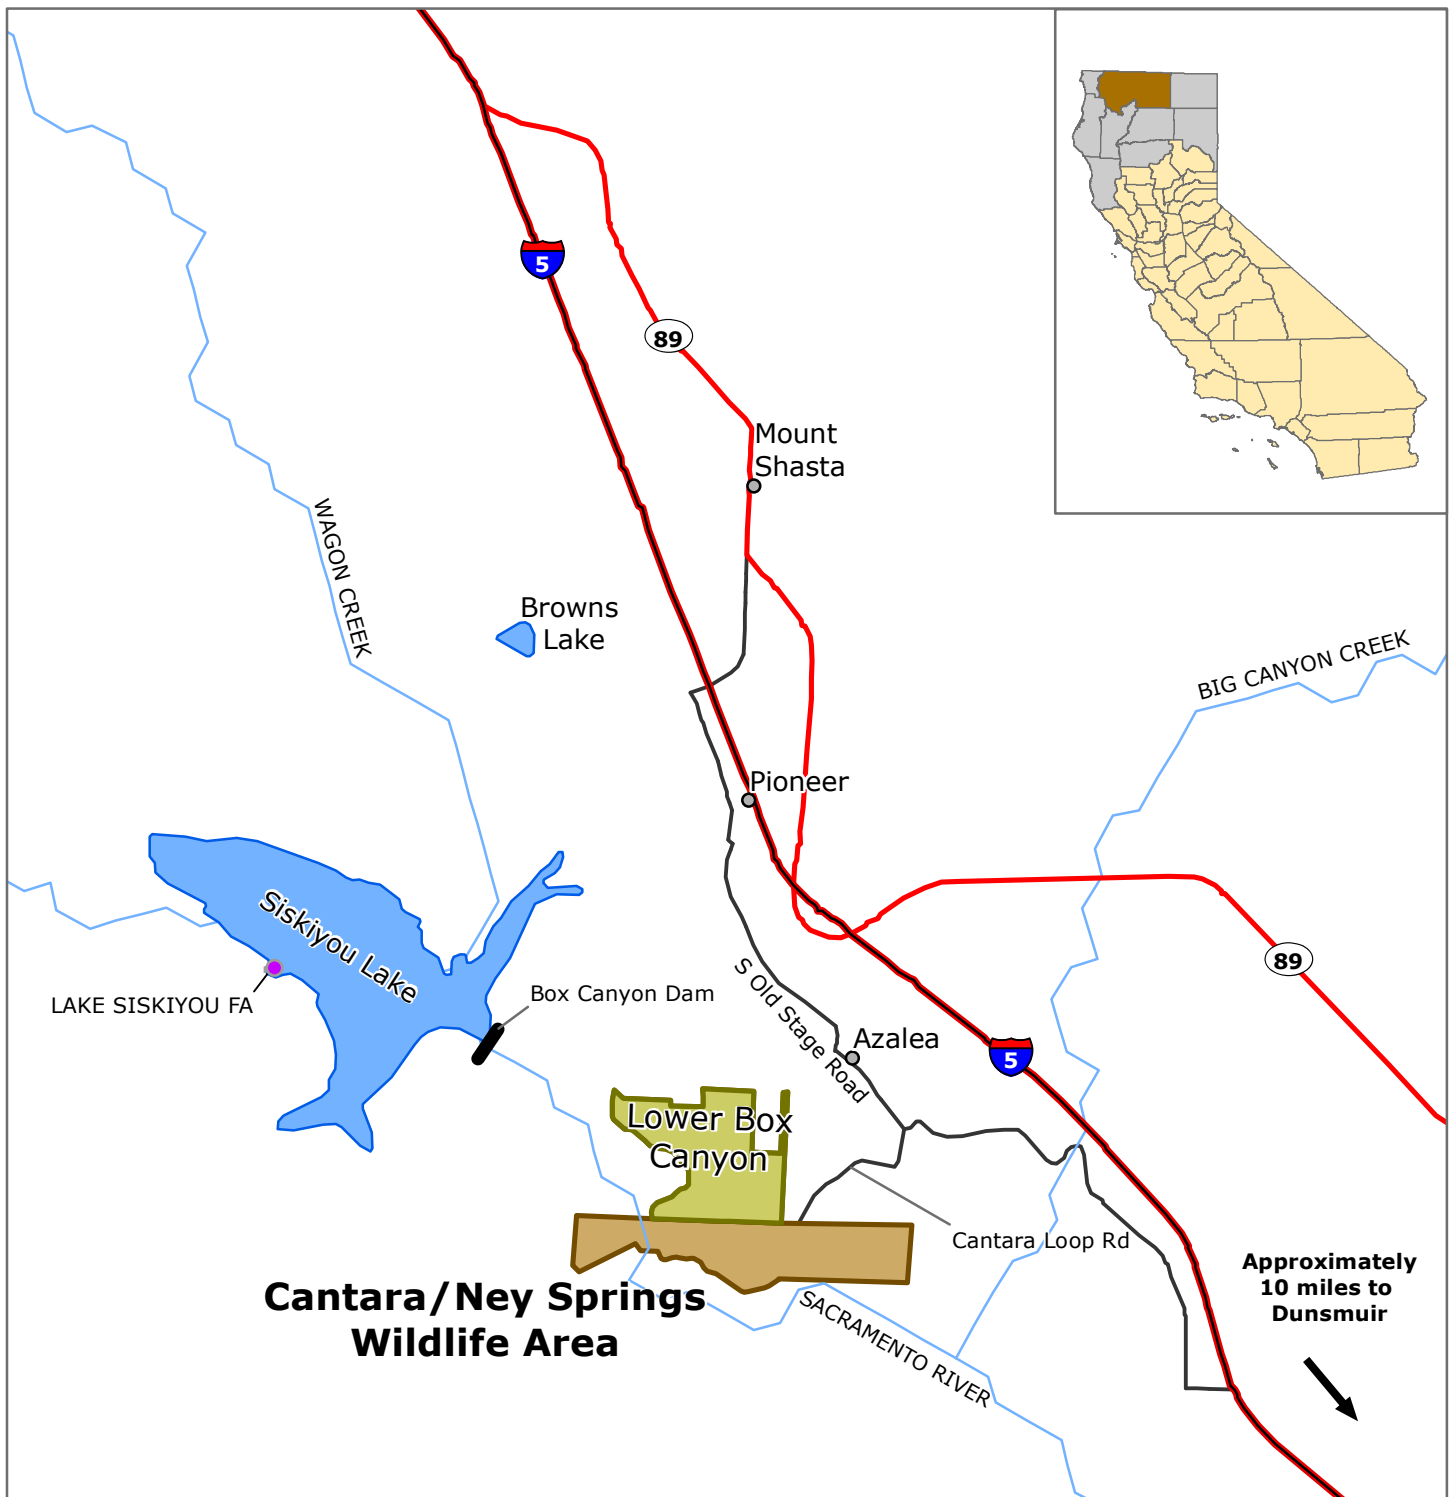 5
89
Mount
Shasta
WAGON CREEK
Browns
Lake
BIG CANYON CREEK
Pioneer
Siskiyou Lake
89
S Old Stage Road
LAKE SISKIYOU FA
Box Canyon Dam
Azalea
5
Lower Box
Canyon
Cantara Loop Rd
Approximately
10 miles to
Dunsmuir
Cantara/Ney Springs
Wildlife Area
SACRAMENTO RIVER